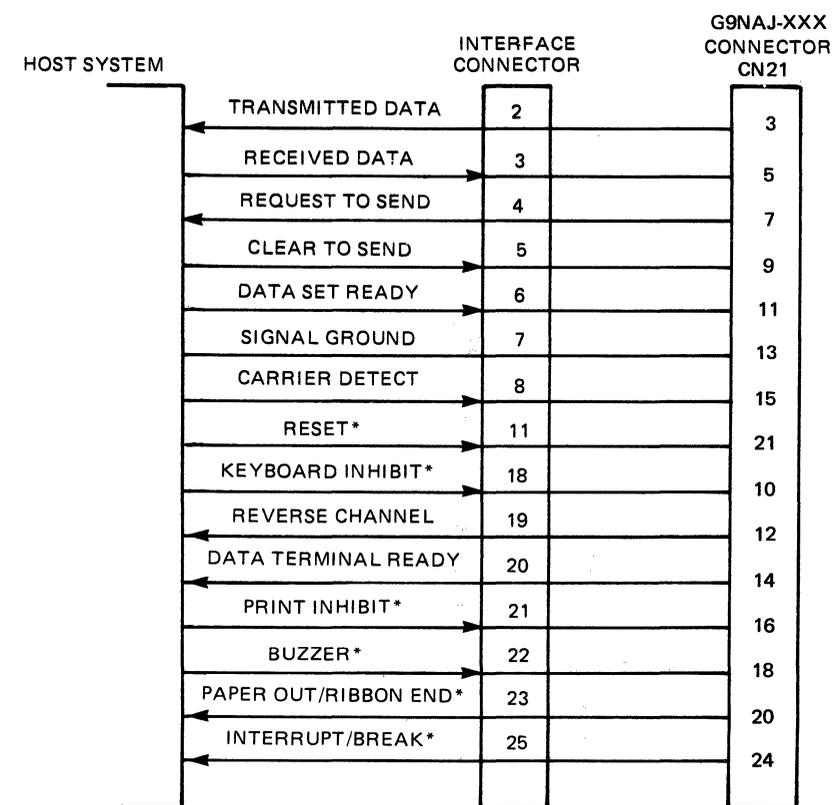 HOST SYSTEM
INTERFACE
CONNECTOR
G9NAJ-XXX
CONNECTOR
CN21
TRANSMITTED DATA 2 3
RECEIVED DATA 3 5
REQUEST TO SEND 4 7
CLEAR TO SEND 5 9
DATA SET READY 6 11
SIGNAL GROUND 7 13
CARRIER DETECT 8 15
RESET* 11 21
KEYBOARD INHIBIT* 18 10
REVERSE CHANNEL 19 12
DATA TERMINAL READY 20 14
PRINT INHIBIT* 21 16
BUZZER* 22 18
PAPER OUT/RIBBON END* 23 20
INTERRUPT/BREAK* 25 24